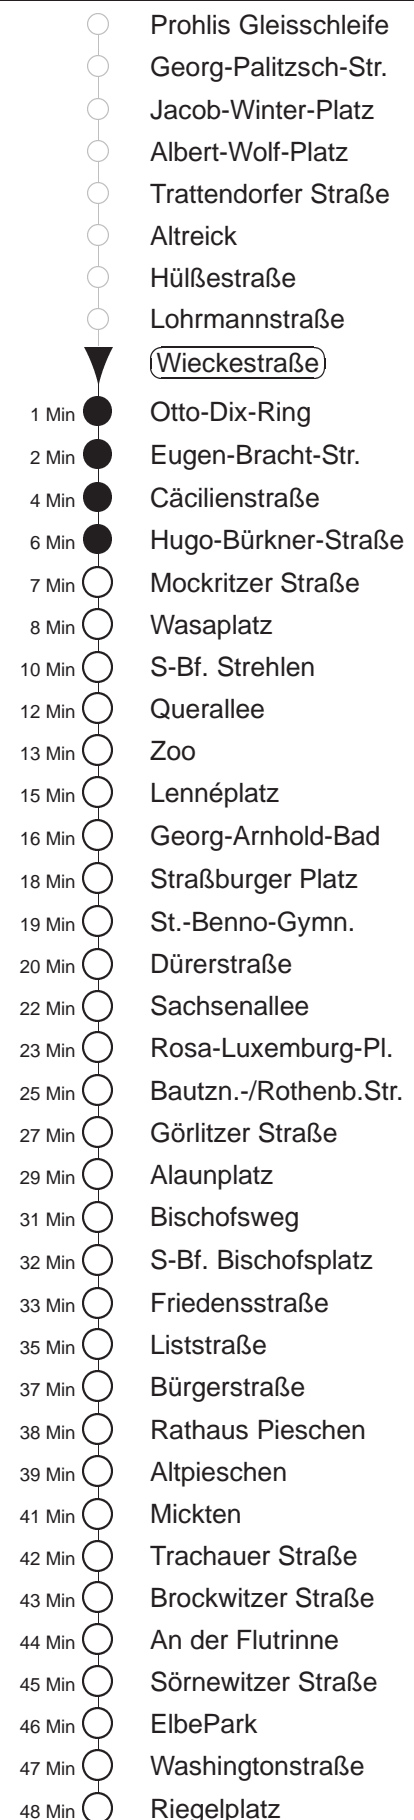 Prohlis Gleisschleife
Georg-Palitzsch-Str.
Jacob-Winter-Platz
Albert-Wolf-Platz
Trattendorfer Straße
Altreick
Hülßestraße
Lohrmannstraße
Wieckestraße
1 Min Otto-Dix-Ring
2 Min Eugen-Bracht-Str.
4 Min Cäcilienstraße
6 Min Hugo-Bürkner-Straße
7 Min Mockritzer Straße
8 Min Wasaplatz
10 Min S-Bf. Strehlen
12 Min Querallee
13 Min Zoo
15 Min Lennéplatz
16 Min Georg-Arnhold-Bad
18 Min Straßburger Platz
19 Min St.-Benno-Gymn.
20 Min Dürerstraße
22 Min Sachsenallee
23 Min Rosa-Luxemburg-Pl.
25 Min Bautzn.-/Rothenb.Str.
27 Min Görlitzer Straße
29 Min Alaunplatz
31 Min Bischofsweg
32 Min S-Bf. Bischofsplatz
33 Min Friedensstraße
35 Min Liststraße
37 Min Bürgerstraße
38 Min Rathaus Pieschen
39 Min Altpieschen
41 Min Mickten
42 Min Trachauer Straße
43 Min Brockwitzer Straße
44 Min An der Flutrinne
45 Min Sörnewitzer Straße
46 Min ElbePark
47 Min Washingtonstraße
48 Min Riegelplatz